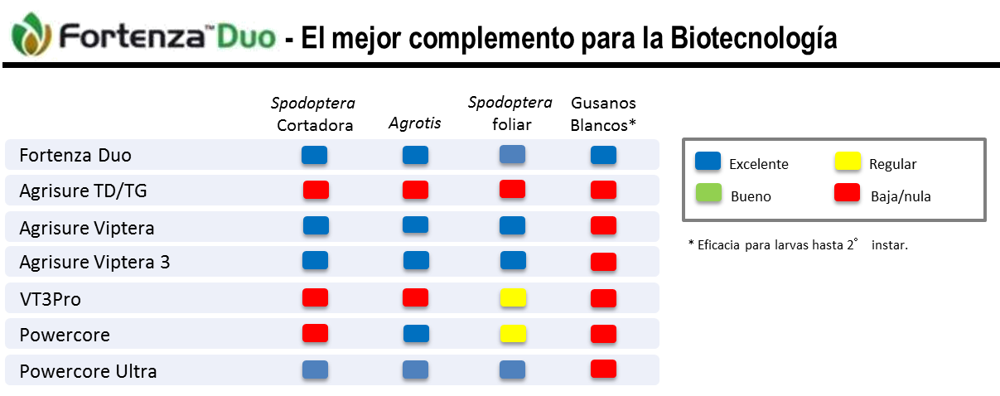 Fortenza™ Duo - El mejor complemento para la Biotecnología
Spodoptera Cortadora
Agrotis
Spodoptera foliar
Gusanos Blancos*
Fortenza Duo
Agrisure TD/TG
Agrisure Viptera
Agrisure Viptera 3
VT3Pro
Powercore
Powercore Ultra
Excelente
Regular
Bueno
Baja/nula
* Eficacia para larvas hasta 2° instar.